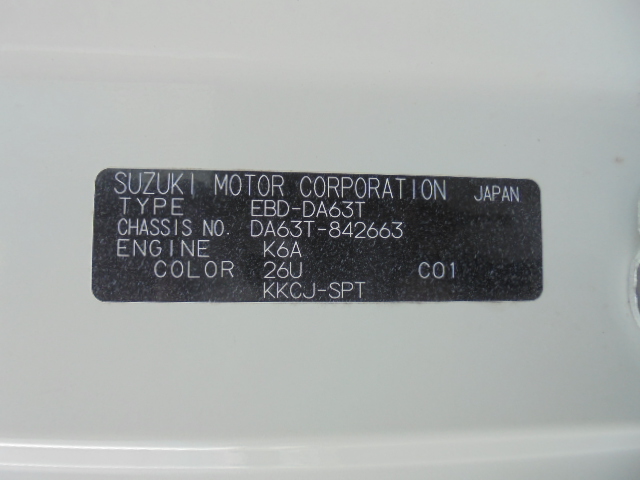 SUZUKI MOTOR CORPORATION JAPAN
TYPE EBD-DA63T
CHASSIS NO. DA63T-842663
ENGINE K6A
COLOR 26U C01
KKCJ-SPT